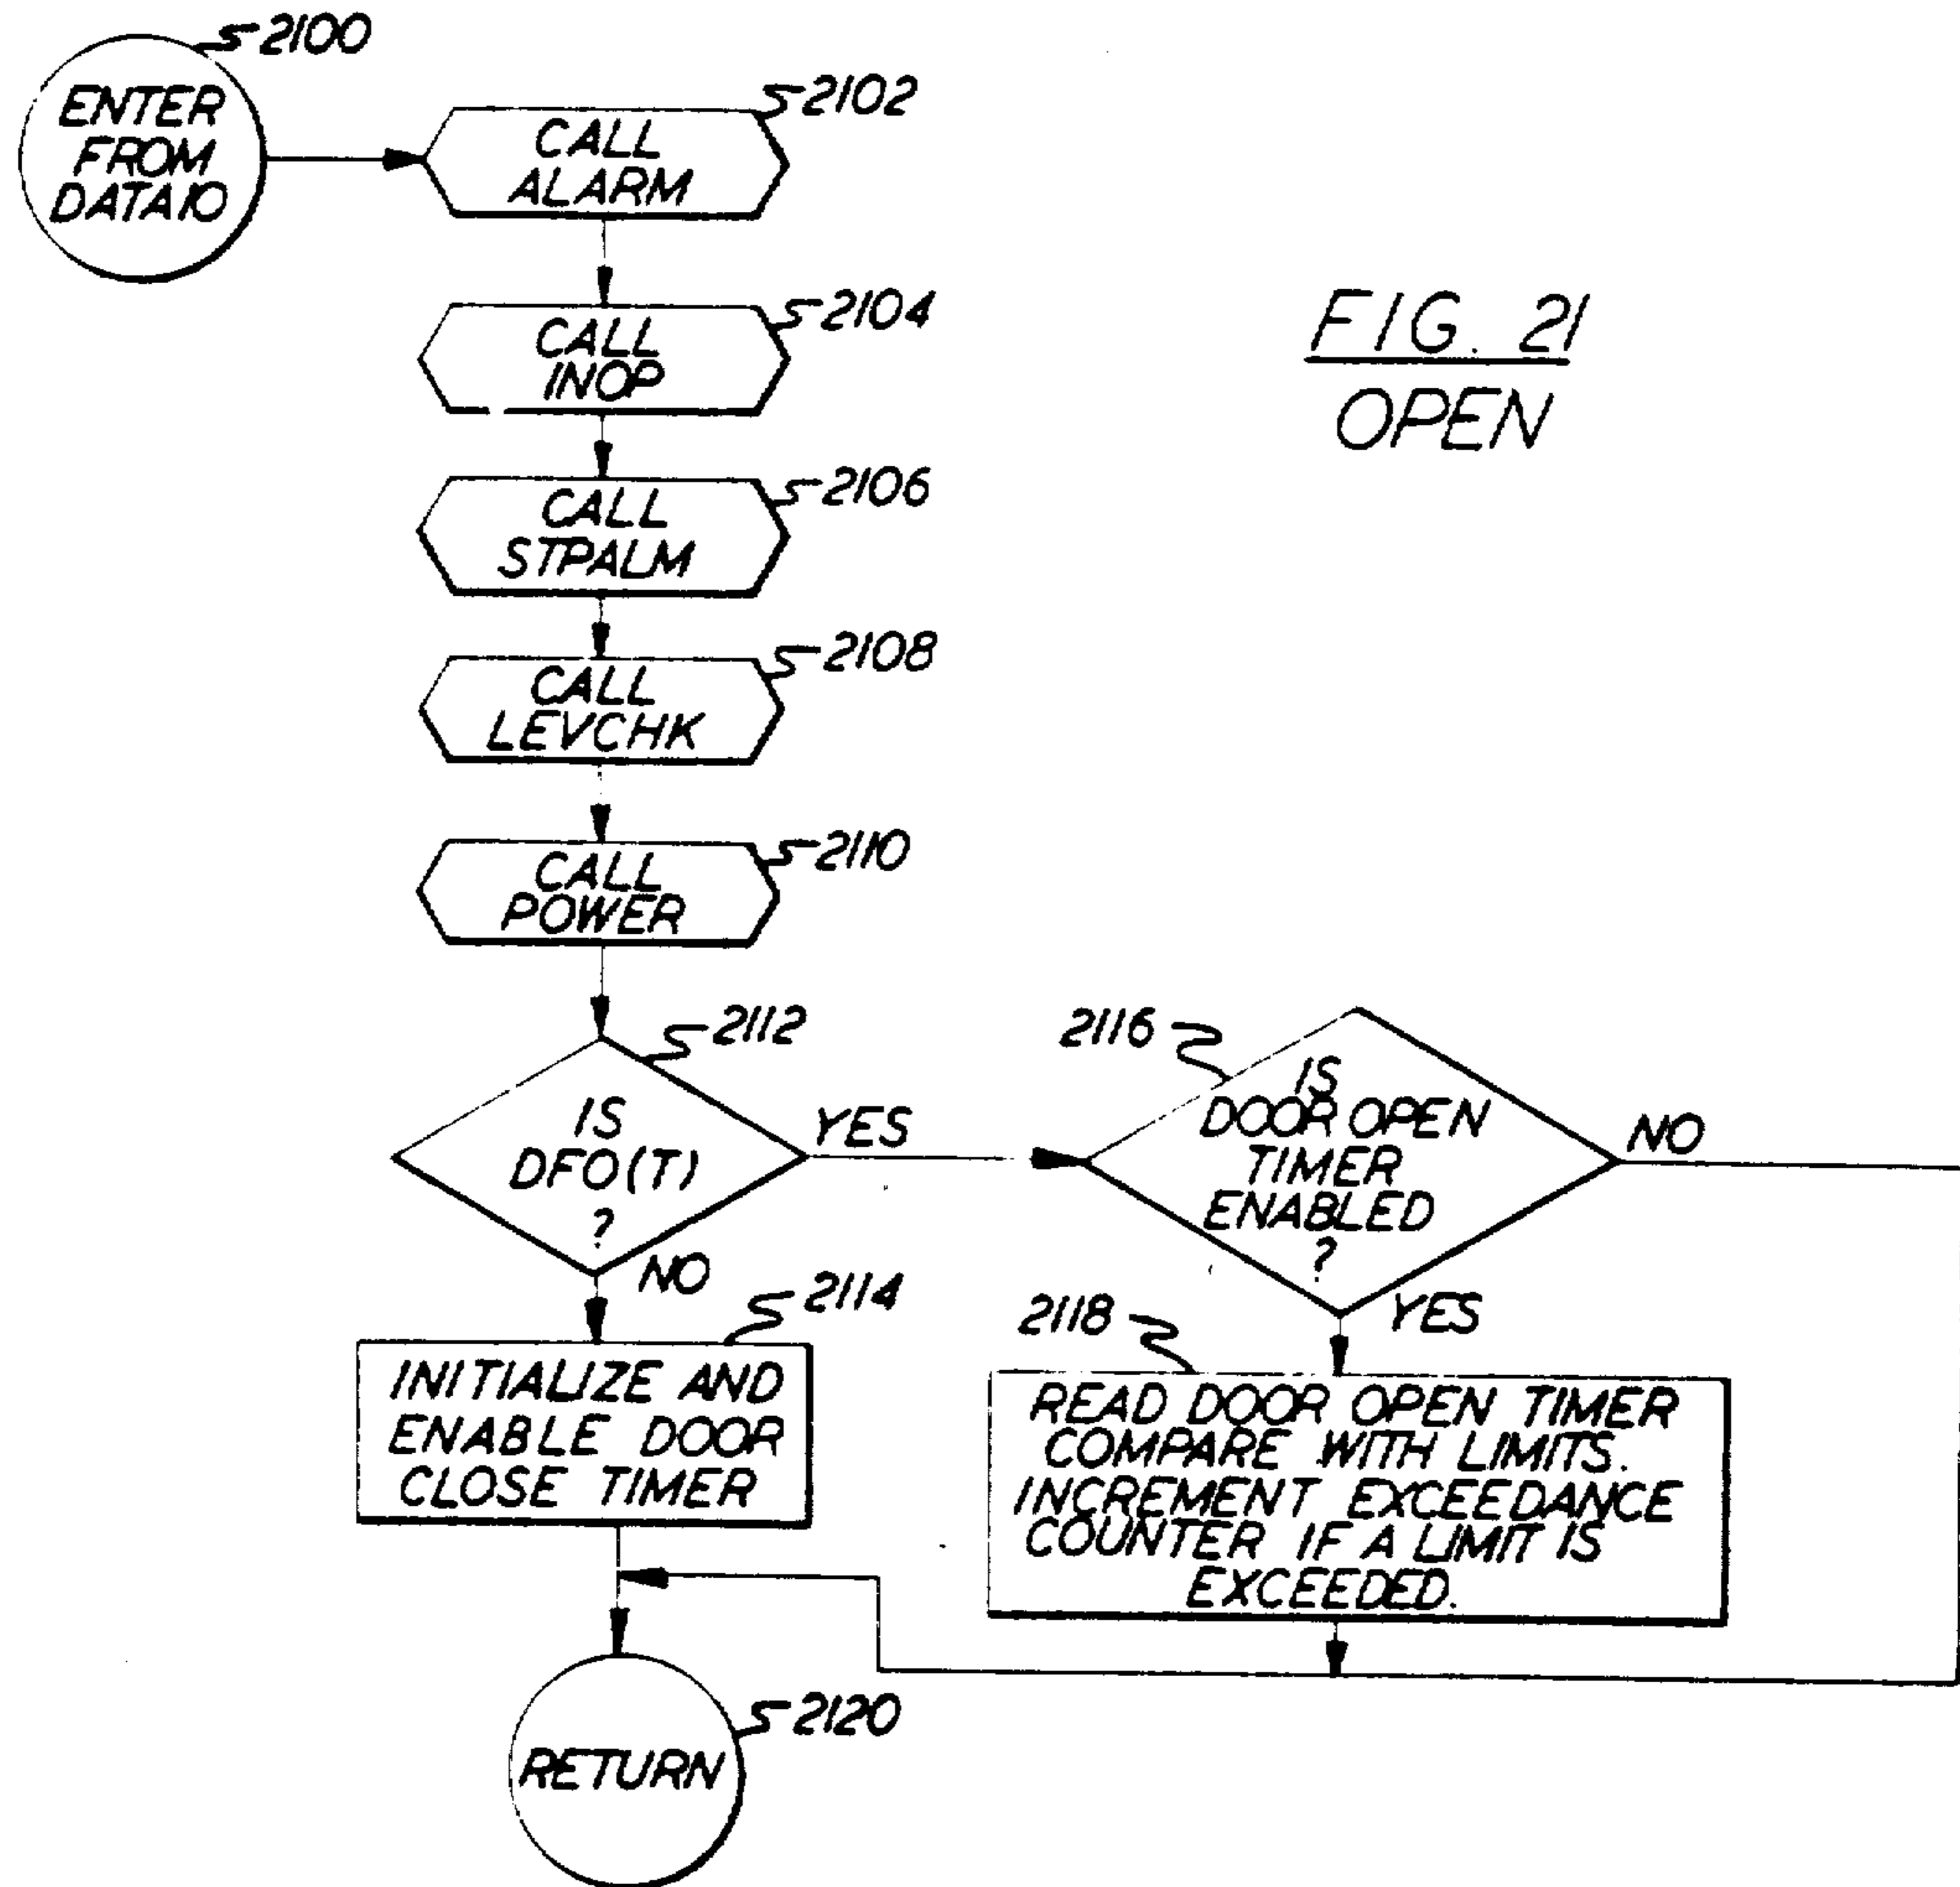 2100
ENTER
FROM
DATAIO
2102
CALL
ALARM
2104
CALL
INOP
FIG. 21
OPEN
2106
CALL
STPALM
2108
CALL
LEVCHK
2110
CALL
POWER
2112
IS
DFO(T)
?
YES
NO
2116
IS
DOOR OPEN
TIMER
ENABLED
?
NO
YES
2114
INITIALIZE AND
ENABLE DOOR
CLOSE TIMER
2118
READ DOOR OPEN TIMER
COMPARE WITH LIMITS.
INCREMENT EXCEEDANCE
COUNTER IF A LIMIT IS
EXCEEDED.
2120
RETURN